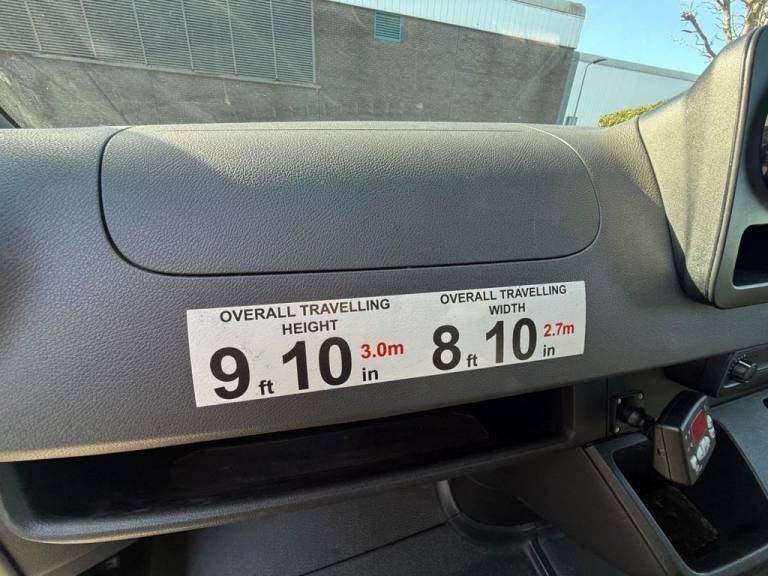 OVERALL TRAVELLING
HEIGHT
9 ft 10 in 3.0m
OVERALL TRAVELLING
WIDTH
8 ft 10 in 2.7m